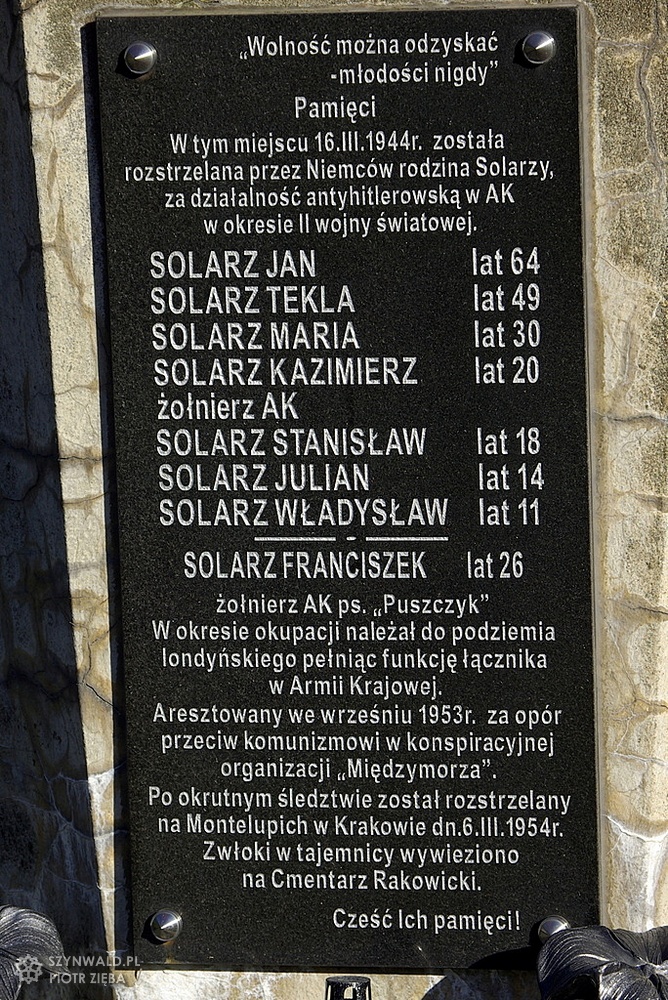 „Wolność można odzyskać
-młodości nigdy”
Pamięci
W tym miejscu 16.III.1944r. została
rozstrzelana przez Niemców rodzina Solarzy,
za działalność antyhitlerowską w AK
w okresie II wojny światowej.
SOLARZ JAN lat 64
SOLARZ TEKLA lat 49
SOLARZ MARIA lat 30
SOLARZ KAZIMIERZ lat 20
żołnierz AK
SOLARZ STANISŁAW lat 18
SOLARZ JULIAN lat 14
SOLARZ WŁADYSŁAW lat 11
SOLARZ FRANCISZEK lat 26
żołnierz AK ps. „Puszczyk”
W okresie okupacji należał do podziemia
londyńskiego pełniąc funkcję łącznika
w Armii Krajowej.
Aresztowany we wrześniu 1953r. za opór
przeciw komunizmowi w konspiracyjnej
organizacji „Międzymorza”.
Po okrutnym śledztwie został rozstrzelany
na Montelupich w Krakowie dn.6.III.1954r.
Zwłoki w tajemnicy wywieziono
na Cmentarz Rakowicki.
Cześć Ich pamięci!
SZYNWALD.PL
PIOTR ZIĘBA